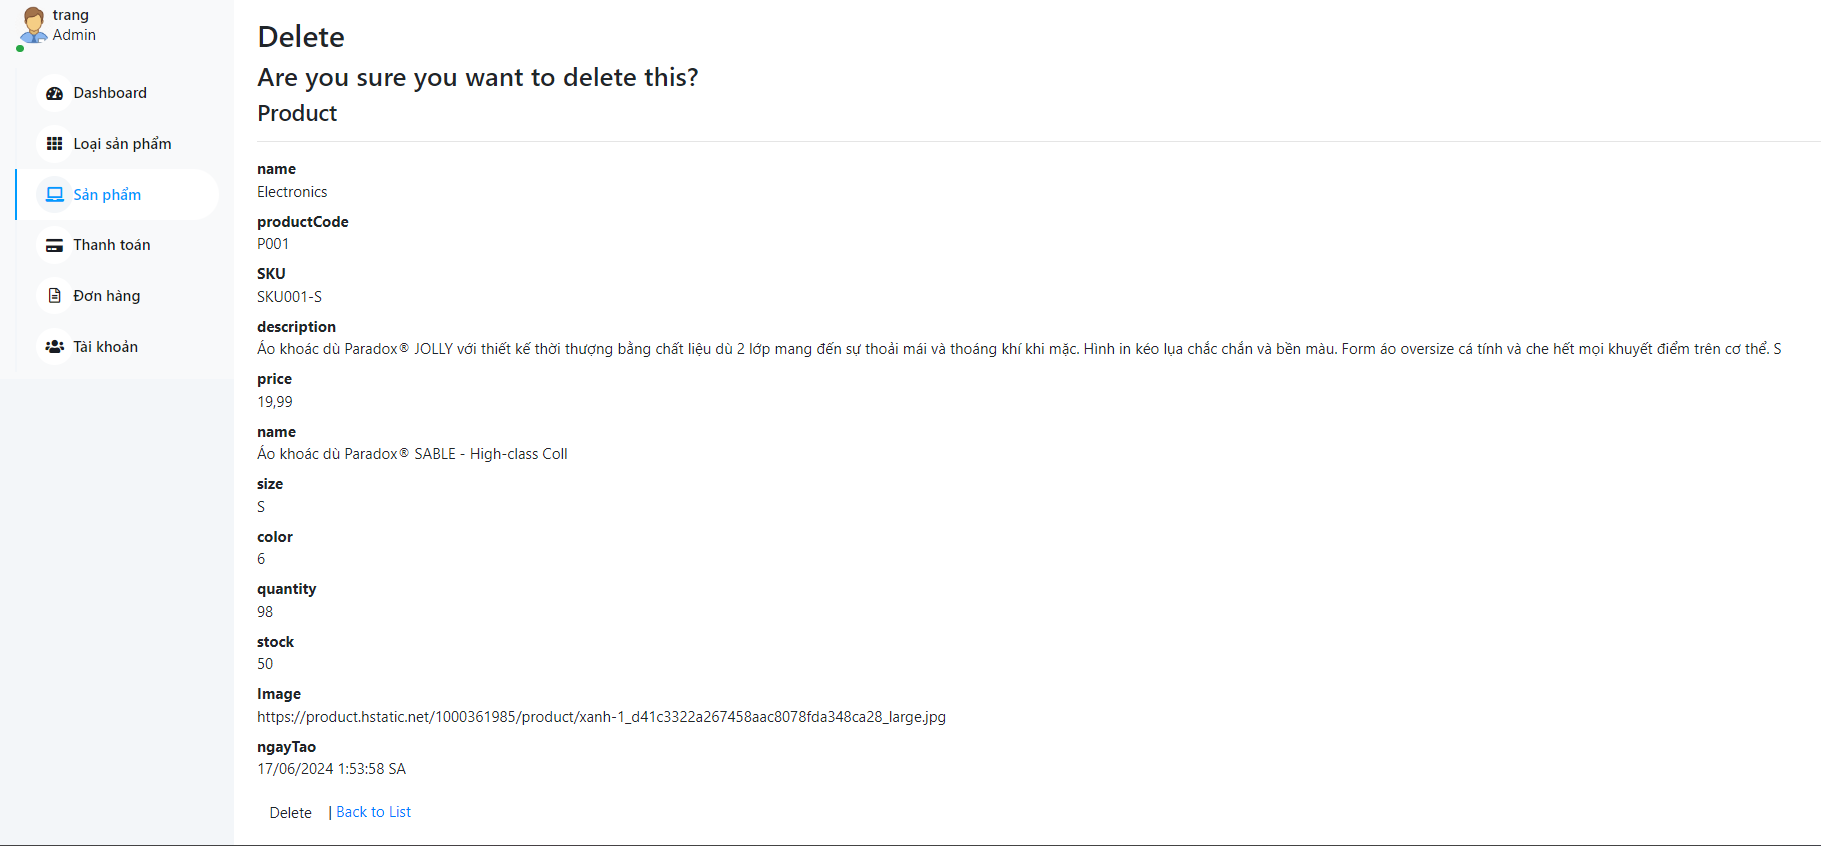 trang
Admin
Dashboard
Loại sản phẩm
Sản phẩm
Thanh toán
Đơn hàng
Tài khoản
Delete
Are you sure you want to delete this?
Product
name
Electronics
productCode
P001
SKU
SKU001-S
description
Áo khoác dù Paradox® JOLLY với thiết kế thời thượng bằng chất liệu dù 2 lớp mang đến sự thoải mái và thoáng khí khi mặc. Hình in kéo lụa chắc chắn và bền màu. Form áo oversize cá tính và che hết mọi khuyết điểm trên cơ thể. S
price
19,99
name
Áo khoác dù Paradox® SABLE - High-class Coll
size
S
color
6
quantity
98
stock
50
Image
https://product.hstatic.net/1000361985/product/xanh-1_d41c3322a267458aac8078fda348ca28_large.jpg
ngayTao
17/06/2024 1:53:58 SA
Delete | Back to List